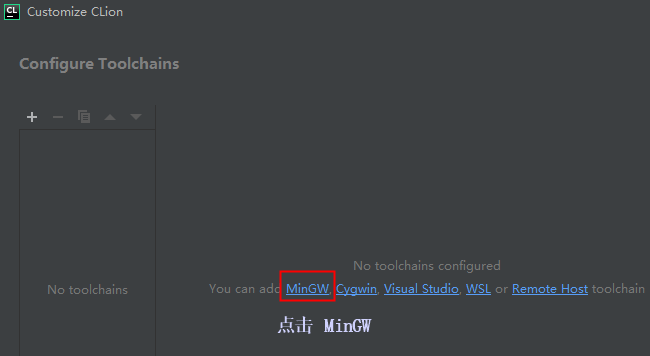 CL Customize CLion
Configure Toolchains
No toolchains configured
No toolchains
You can add MinGW, Cygwin, Visual Studio, WSL or Remote Host toolchain
点击 MinGW